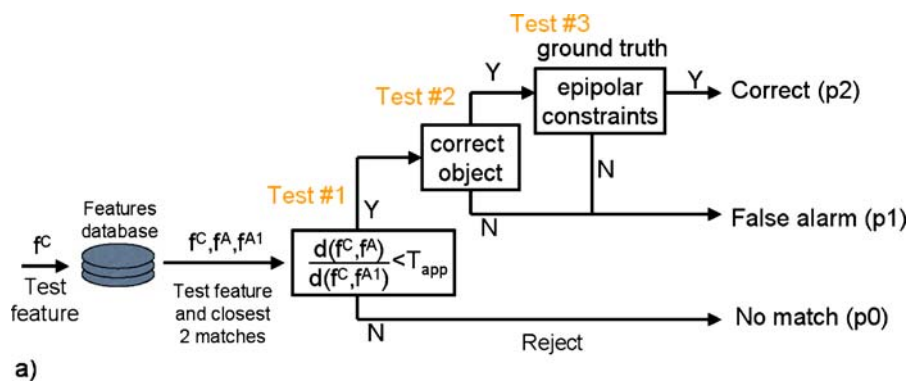 Test #3
ground truth
Y
epipolar
constraints
Y
Correct (p2)
Test #2
correct
object
N
Test #1
Y
N
False alarm (p1)
Features
database
f^C
Test
feature
f^C,f^A,f^A1
Test feature
and closest
2 matches
d(f^C,f^A)
d(f^C,f^A1)
<T_app
N
Reject
No match (p0)
a)